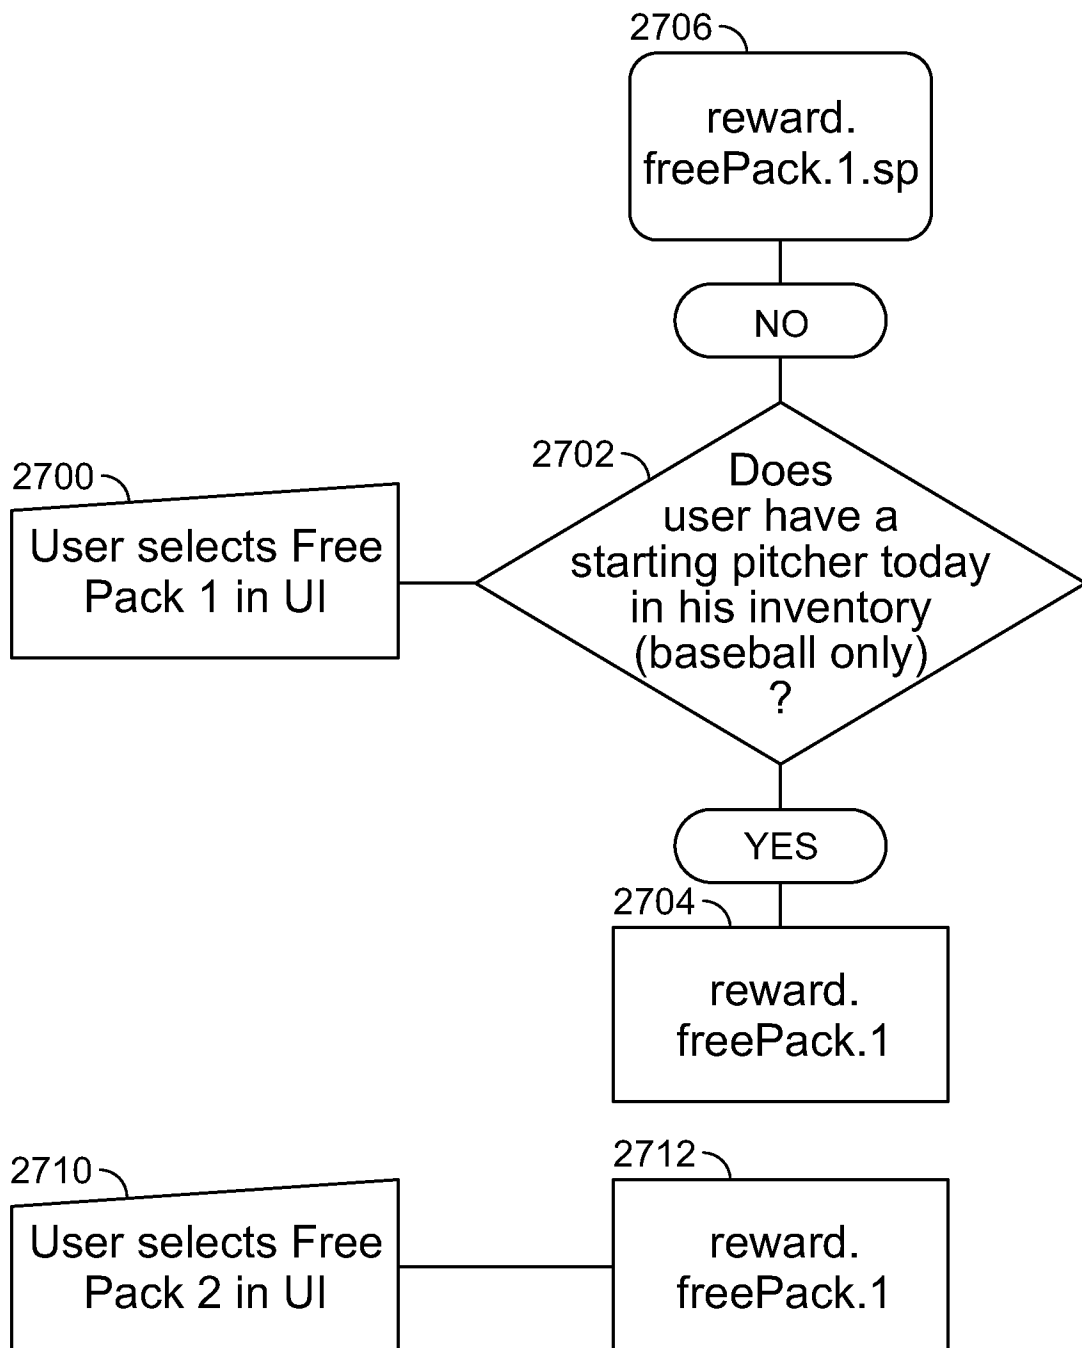 2706
reward.
freePack.1.sp
NO
2702
Does
user have a
starting pitcher today
in his inventory
(baseball only)
?
2700
User selects Free
Pack 1 in UI
YES
2704
reward.
freePack.1
2710
User selects Free
Pack 2 in UI
2712
reward.
freePack.1